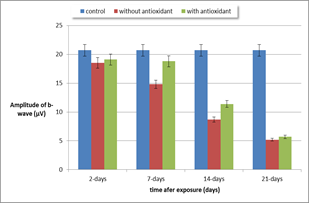 control without antioxidant with antioxidant
25
20
15
10
5
0
Amplitude of b-
wave (µV)
2-days 7-days 14-days 21-days
time afer exposure (days)